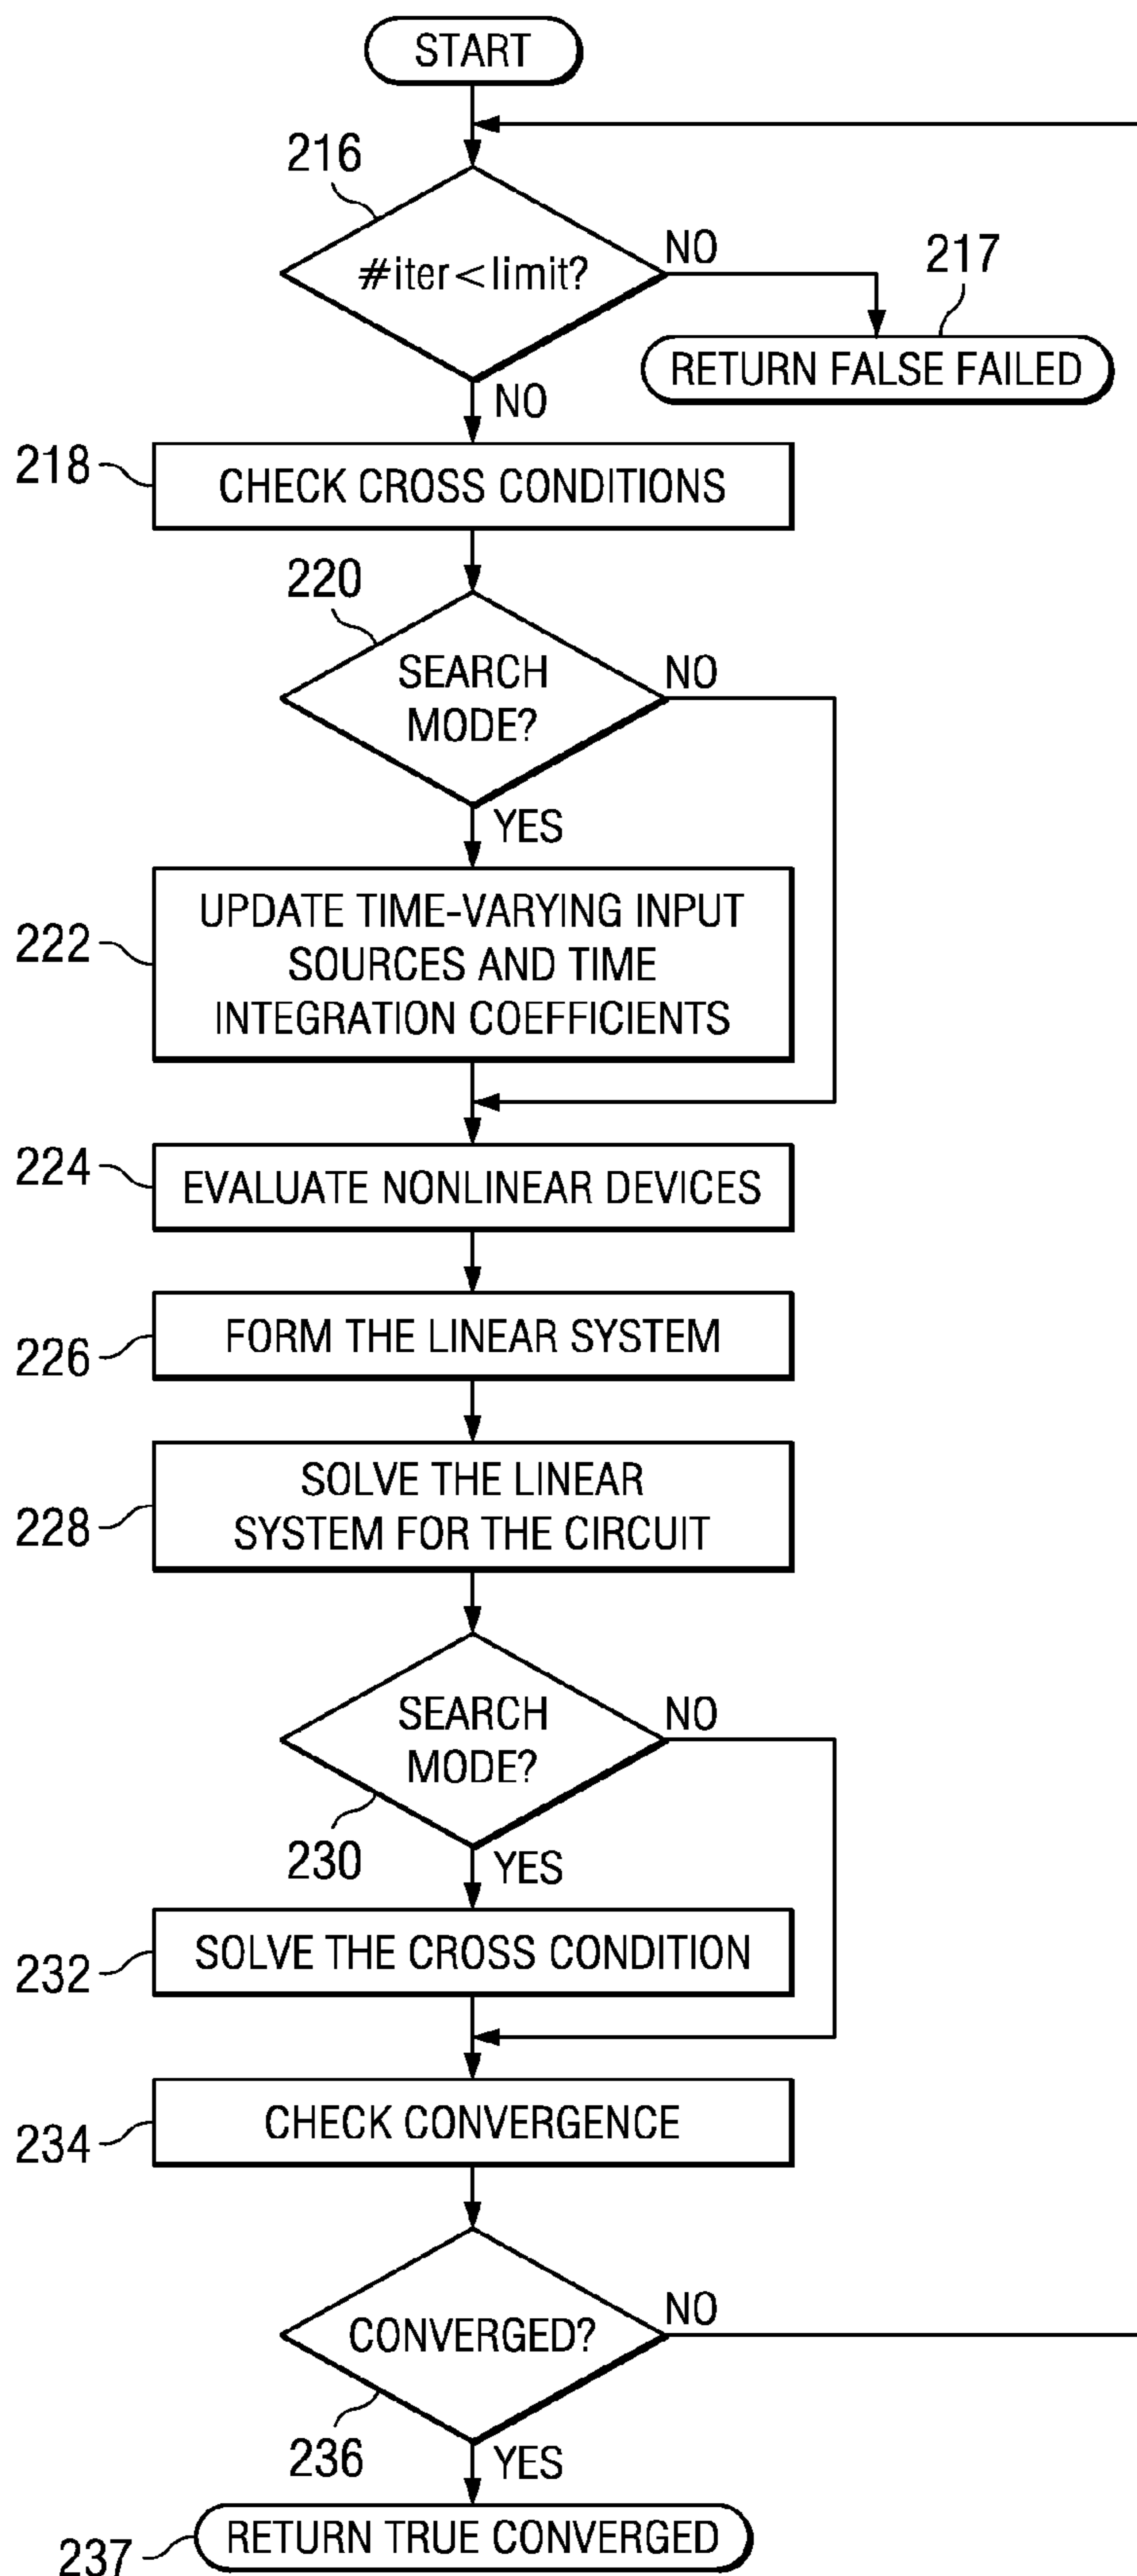 START
216
#iter<limit?
NO
217
RETURN FALSE FAILED
NO
218
CHECK CROSS CONDITIONS
220
SEARCH
MODE?
NO
YES
222
UPDATE TIME-VARYING INPUT
SOURCES AND TIME
INTEGRATION COEFFICIENTS
224
EVALUATE NONLINEAR DEVICES
226
FORM THE LINEAR SYSTEM
228
SOLVE THE LINEAR
SYSTEM FOR THE CIRCUIT
SEARCH
MODE?
NO
230
YES
232
SOLVE THE CROSS CONDITION
234
CHECK CONVERGENCE
CONVERGED?
NO
236
YES
237
RETURN TRUE CONVERGED